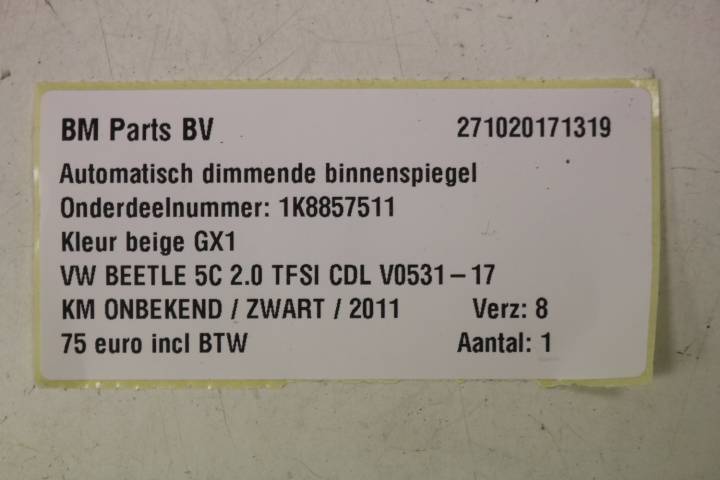 BM Parts BV 271020171319
Automatisch dimmende binnenspiegel
Onderdeelnummer: 1K8857511
Kleur beige GX1
VW BEETLE 5C 2.0 TFSI CDL V0531-17
KM ONBEKEND / ZWART / 2011 Verz: 8
75 euro incl BTW Aantal: 1